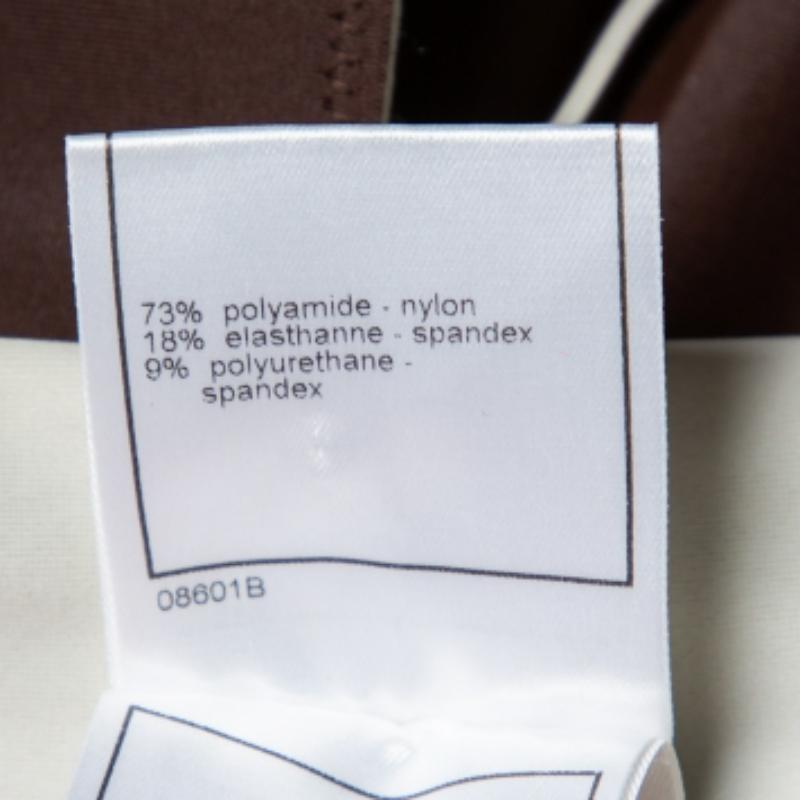 73% polyamide - nylon
18% elasthanne - spandex
9% polyurethane -
spandex
08601B